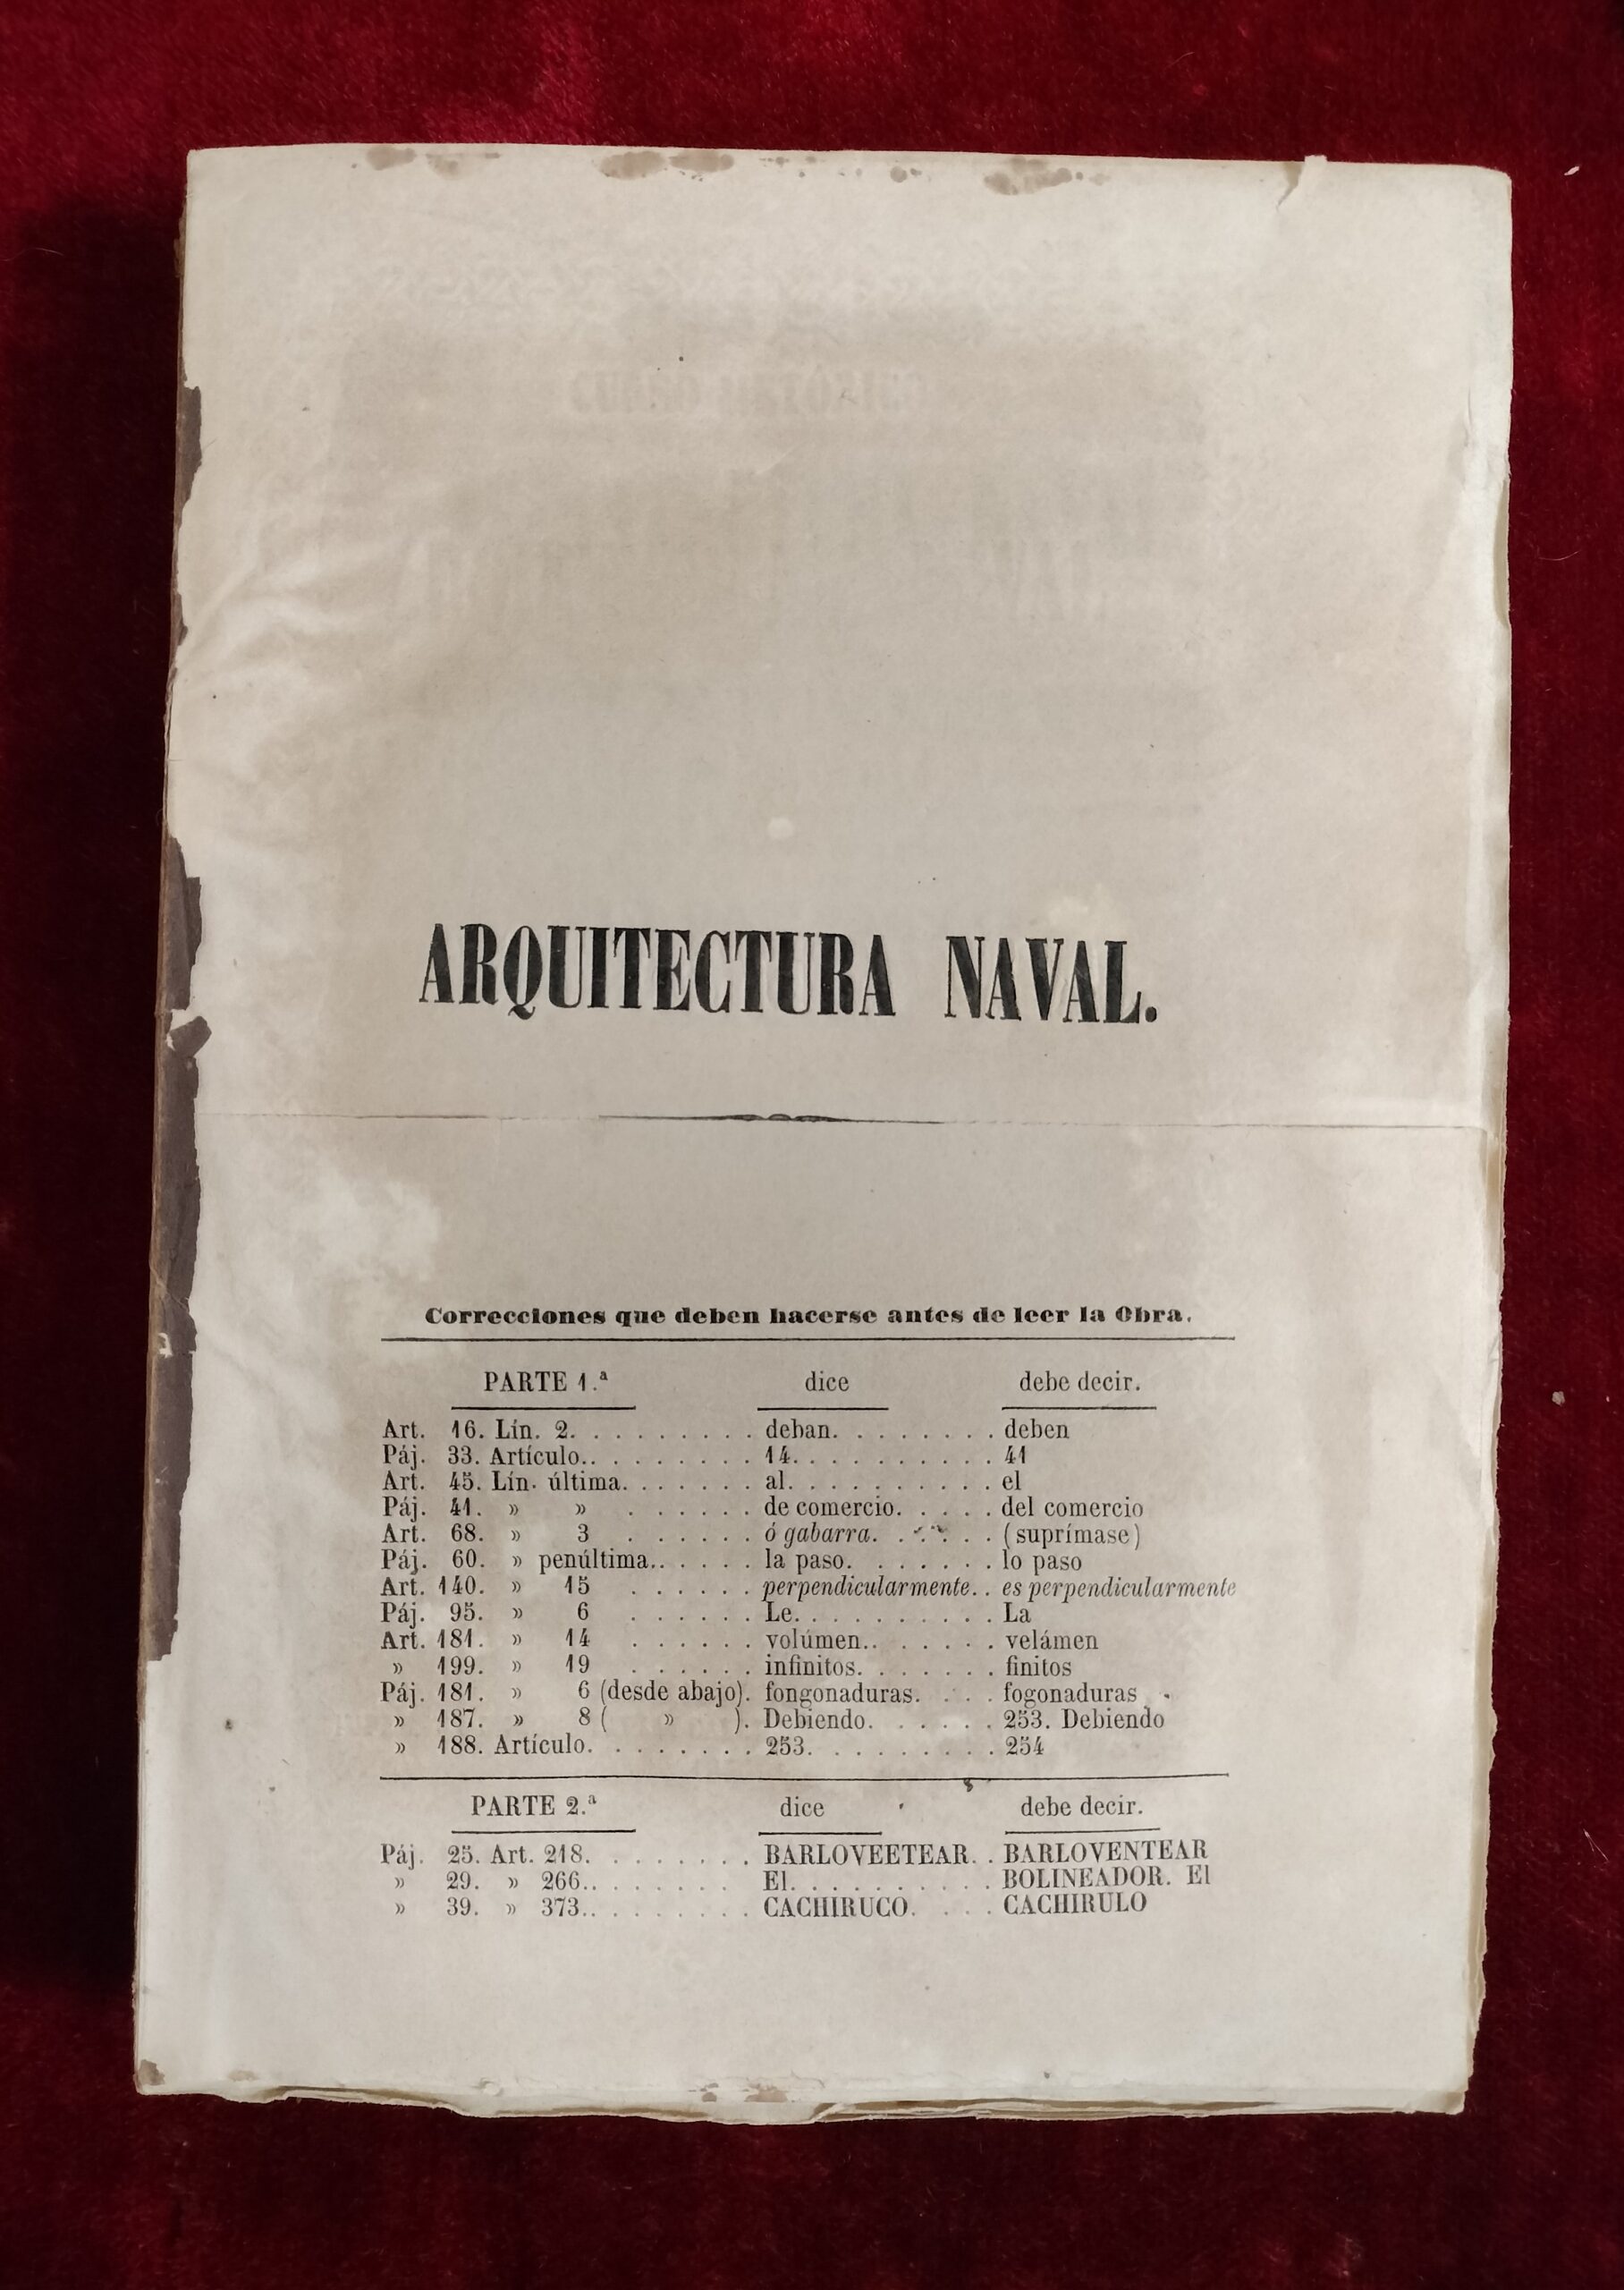 ARQUITECTURA NAVAL.
Correcciones que deben hacerse antes de leer la Obra.
PARTE 1.ª dice debe decir.
Art. 16. Lín. 2. . . . . . . . . . deban. . . . . . . . deben
Páj. 33. Artículo.. . . . . . . . 14. . . . . . . . . . . 41
Art. 45. Lín. última. . . . . . . al. . . . . . . . . . . el
Páj. 41. » » . . . . . . de comercio. . . . . del comercio
Art. 68. » 3 . . . . . . ó gabarra. . . . . . (suprímase)
Páj. 60. » penúltima.. . . . . la paso. . . . . . . lo paso
Art. 140. » 15 . . . . . . perpendicularmente. . es perpendicularmente
Páj. 95. » 6 . . . . . . Le. . . . . . . . . . . La
Art. 181. » 14 . . . . . . volúmen.. . . . . . velámen
» 199. » 19 . . . . . . infinitos. . . . . . . finitos
Páj. 181. » 6 (desde abajo). fongonaduras. . . . fogonaduras
» 187. » 8 ( » ). Debiendo. . . . . . 253. Debiendo
» 188. Artículo. . . . . . . . 253. . . . . . . . . . 254
PARTE 2.ª dice debe decir.
Páj. 25. Art. 218. . . . . . . . BARLOVEETEAR. . BARLOVENTEAR
» 29. » 266.. . . . . . . El. . . . . . . . . . . BOLINEADOR. El
» 39. » 373.. . . . . . . . CACHIRUCO. . . . CACHIRULO